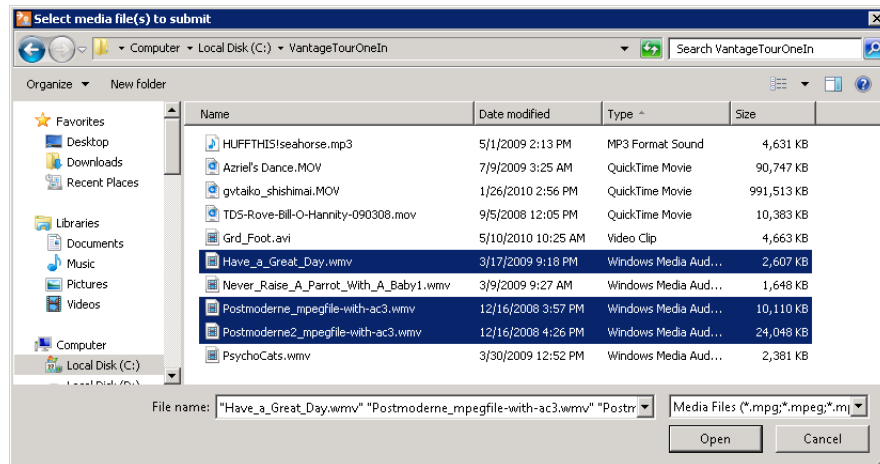 Select media file(s) to submit
Computer Local Disk (C:) VantageTourOneIn Search VantageTourOneIn
Organize New folder
Favorites
Desktop
Downloads
Recent Places
Libraries
Documents
Music
Pictures
Videos
Computer
Local Disk (C:)
Local Disk (D:)
Name Date modified Type Size
HUFFTHIS!seahorse.mp3 5/1/2009 2:13 PM MP3 Format Sound 4,631 KB
Azriel's Dance.MOV 7/9/2009 3:25 AM QuickTime Movie 90,747 KB
gvtaiko_shishimai.MOV 1/26/2010 2:56 PM QuickTime Movie 991,513 KB
TDS-Rove-Bill-O-Hannity-090308.mov 9/5/2008 12:05 PM QuickTime Movie 10,383 KB
Grd_Foot.avi 5/10/2010 10:25 AM Video Clip 4,663 KB
Have_a_Great_Day.wmv 3/17/2009 9:18 PM Windows Media Aud... 2,607 KB
Never_Raise_A_Parrot_With_A_Baby1.wmv 3/9/2009 9:27 AM Windows Media Aud... 1,648 KB
Postmoderne_mpegfile-with-ac3.wmv 12/16/2008 3:57 PM Windows Media Aud... 10,110 KB
Postmoderne2_mpegfile-with-ac3.wmv 12/16/2008 4:26 PM Windows Media Aud... 24,048 KB
PsychoCats.wmv 3/30/2009 12:52 PM Windows Media Aud... 2,381 KB
File name: "Have_a_Great_Day.wmv" "Postmoderne_mpegfile-with-ac3.wmv" "Postm Media Files (*.mpg;*.mpeg;*.m
Open Cancel